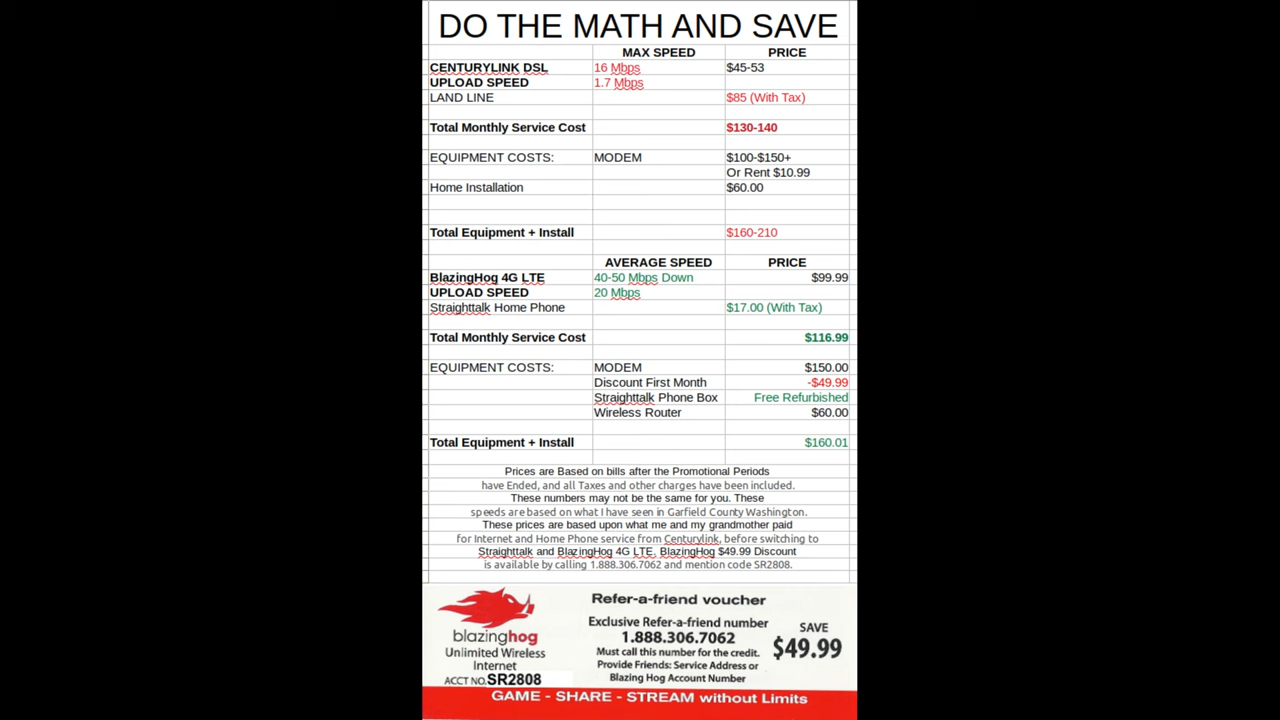 DO THE MATH AND SAVE
MAX SPEED PRICE
CENTURYLINK DSL 16 Mbps $45-53
UPLOAD SPEED 1.7 Mbps
LAND LINE $85 (With Tax)
Total Monthly Service Cost $130-140
EQUIPMENT COSTS: MODEM $100-$150+
Or Rent $10.99
Home Installation $60.00
Total Equipment + Install $160-210
AVERAGE SPEED PRICE
BlazingHog 4G LTE 40-50 Mbps Down $99.99
UPLOAD SPEED 20 Mbps
Straighttalk Home Phone $17.00 (With Tax)
Total Monthly Service Cost $116.99
EQUIPMENT COSTS: MODEM $150.00
Discount First Month -$49.99
Straighttalk Phone Box Free Refurbished
Wireless Router $60.00
Total Equipment + Install $160.01
Prices are Based on bills after the Promotional Periods
have Ended, and all Taxes and other charges have been included.
These numbers may not be the same for you. These
speeds are based on what I have seen in Garfield County Washington.
These prices are based upon what me and my grandmother paid
for Internet and Home Phone service from Centurylink, before switching to
Straighttalk and BlazingHog 4G LTE. BlazingHog $49.99 Discount
is available by calling 1.888.306.7062 and mention code SR2808.
Refer-a-friend voucher
Exclusive Refer-a-friend number
1.888.306.7062
Must call this number for the credit.
Provide Friends: Service Address or
Blazing Hog Account Number
SAVE
$49.99
blazinghog
Unlimited Wireless
Internet
ACCT NO. SR2808
GAME - SHARE - STREAM without Limits